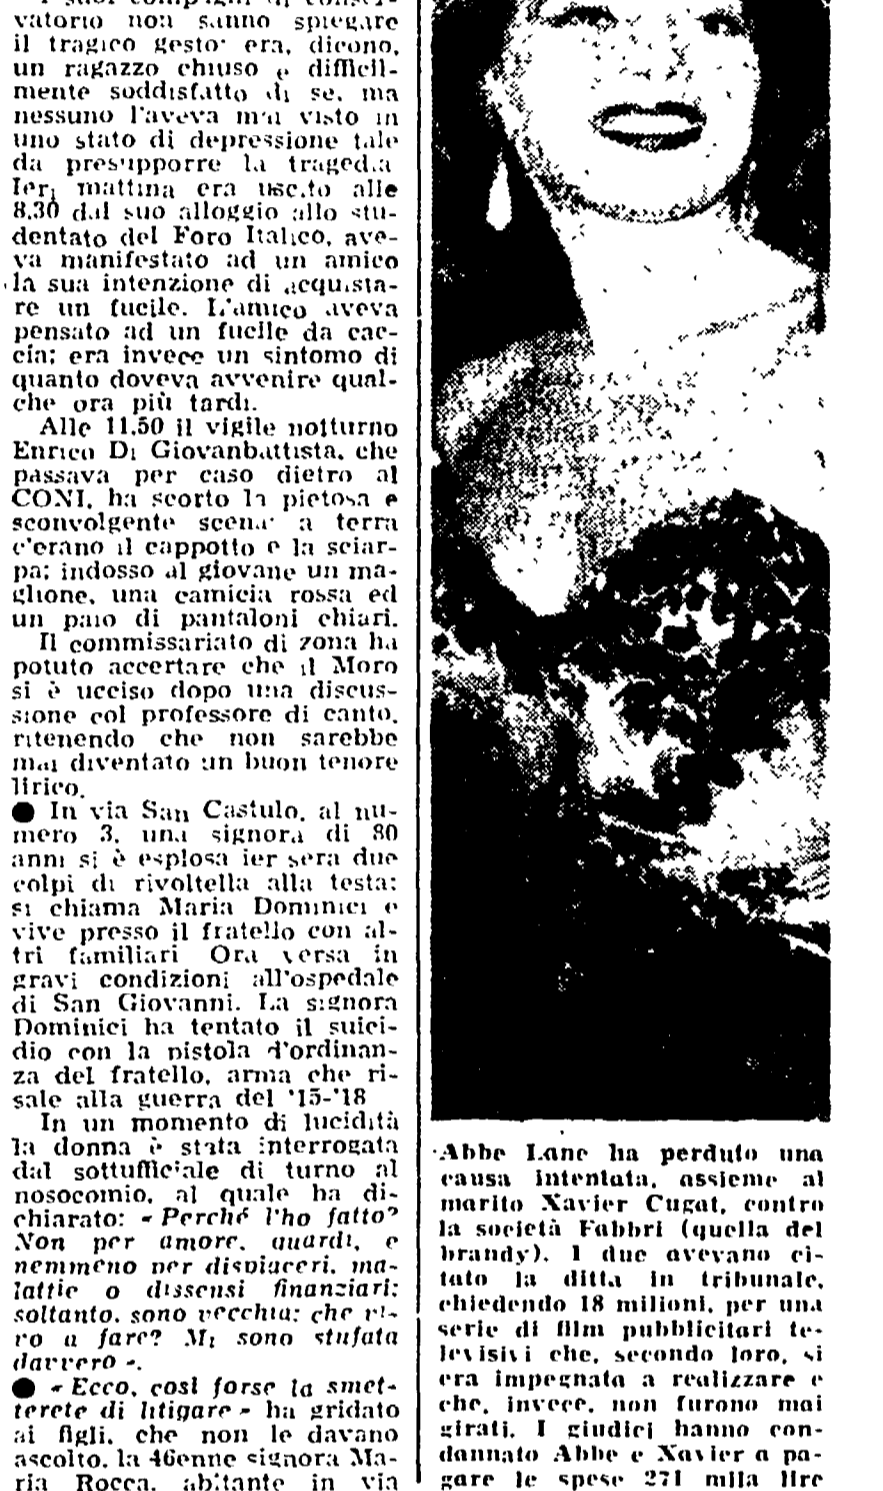 vatorio non sanno spiegare
il tragico gesto: era, dicono,
un ragazzo chiuso e difficil-
mente soddisfatto di se, ma
nessuno l'aveva mai visto in
uno stato di depressione tale
da presupporre la tragedia
Ieri mattina era uscito alle
8,30 dal suo alloggio allo stu-
dentato del Foro Italico, ave-
va manifestato ad un amico
la sua intenzione di acquista-
re un fucile. L'amico aveva
pensato ad un fucile da cac-
cia; era invece un sintomo di
quanto doveva avvenire qual-
che ora più tardi.
Alle 11,50 il vigile notturno
Enrico Di Giovanbattista, che
passava per caso dietro al
CONI, ha scorto la pietosa e
sconvolgente scena: a terra
c'erano il cappotto e la sciar-
pa; indosso al giovane un ma-
glione, una camicia rossa ed
un paio di pantaloni chiari.
Il commissariato di zona ha
potuto accertare che il Moro
si è ucciso dopo una discus-
sione col professore di canto,
ritenendo che non sarebbe
mai diventato un buon tenore
lirico.
● In via San Castulo, al nu-
mero 3, una signora di 80
anni si è esplosa ier sera due
colpi di rivoltella alla testa:
si chiama Maria Dominici e
vive presso il fratello con al-
tri familiari Ora versa in
gravi condizioni all'ospedale
di San Giovanni. La signora
Dominici ha tentato il suici-
dio con la pistola d'ordinan-
za del fratello, arma che ri-
sale alla guerra del '15-'18
In un momento di lucidità
la donna è stata interrogata
dal sottufficiale di turno al
nosocomio, al quale ha di-
chiarato: « Perché l'ho fatto?
Non per amore, guardi, e
nemmeno per dispiaceri, ma-
lattie o dissensi finanziari:
soltanto, sono vecchia: che vi-
vo a fare? Mi sono stufata
davvero ».
● « Ecco, così forse la smet-
terete di litigare » ha gridato
ai figli, che non le davano
ascolto, la 46enne signora Ma-
ria Rocca, abitante in via
Abbe Lane ha perduto una
causa intentata, assieme al
marito Xavier Cugat, contro
la società Fabbri (quella del
brandy). I due avevano ci-
tato la ditta in tribunale,
chiedendo 18 milioni, per una
serie di film pubblicitari te-
levisivi che, secondo loro, si
era impegnata a realizzare e
che, invece, non furono mai
girati. I giudici hanno con-
dannato Abbe e Xavier a pa-
gare le spese 271 mila lire